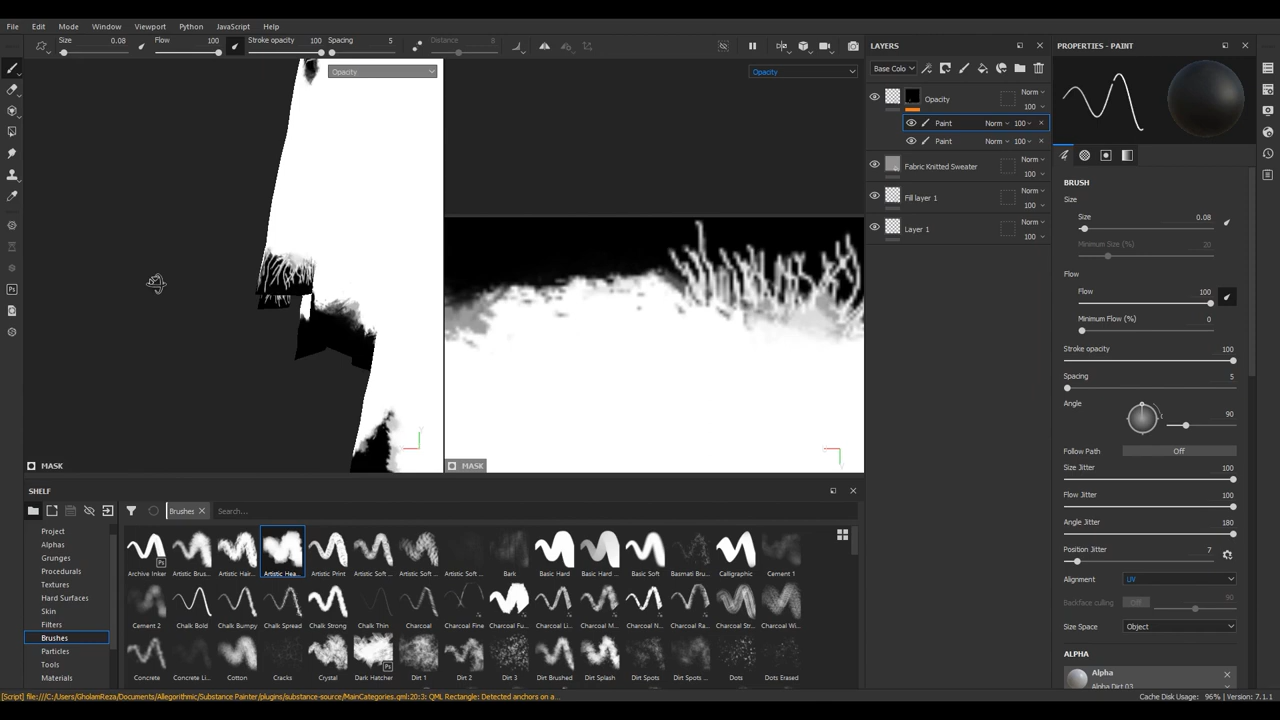 File Edit Mode Window Viewport Python JavaScript Help
Size 0.08 Flow 100 Stroke opacity 100 Spacing 5 Distance 8
Opacity
Opacity
MASK
MASK
LAYERS
Base Colo
Opacity Norm 100
Paint Norm 100
Paint Norm 100
Fabric Knitted Sweater Norm 100
Fill layer 1 Norm 100
Layer 1 Norm 100
PROPERTIES - PAINT
BRUSH
Size
Size 0.08
Minimum Size (%) 20
Flow
Flow 100
Minimum Flow (%) 0
Stroke opacity 100
Spacing 5
Angle 90
Follow Path Off
Size Jitter 100
Flow Jitter 100
Angle Jitter 180
Position Jitter 7
Alignment UV
Backface culling 90
Size Space Object
ALPHA
Alpha
Alpha Dirt 03
SHELF
Brushes Search...
Project
Alphas
Grunges
Procedurals
Textures
Hard Surfaces
Skin
Filters
Brushes
Particles
Tools
Materials
Archive Inker Artistic Brus... Artistic Hair... Artistic Hea... Artistic Print Artistic Soft ... Artistic Soft ... Artistic Soft ... Bark Basic Hard Basic Hard ... Basic Soft Basmati Bru... Calligraphic Cement 1
Cement 2 Chalk Bold Chalk Bumpy Chalk Spread Chalk Strong Chalk Thin Charcoal Charcoal Fine Charcoal Fu... Charcoal Li... Charcoal M... Charcoal N... Charcoal Ra... Charcoal Str... Charcoal Wi...
Concrete Concrete Li... Cotton Cracks Crystal Dark Hatcher Dirt 1 Dirt 2 Dirt 3 Dirt Brushed Dirt Splash Dirt Spots Dirt Spots ... Dots Dots Erased
[Script] file:///C:/Users/GholamReza/Documents/Allegorithmic/Substance Painter/plugins/substance-source/MainCategories.qml:20:3: QML Rectangle: Detected anchors on a...
Cache Disk Usage: 96% | Version: 7.1.1